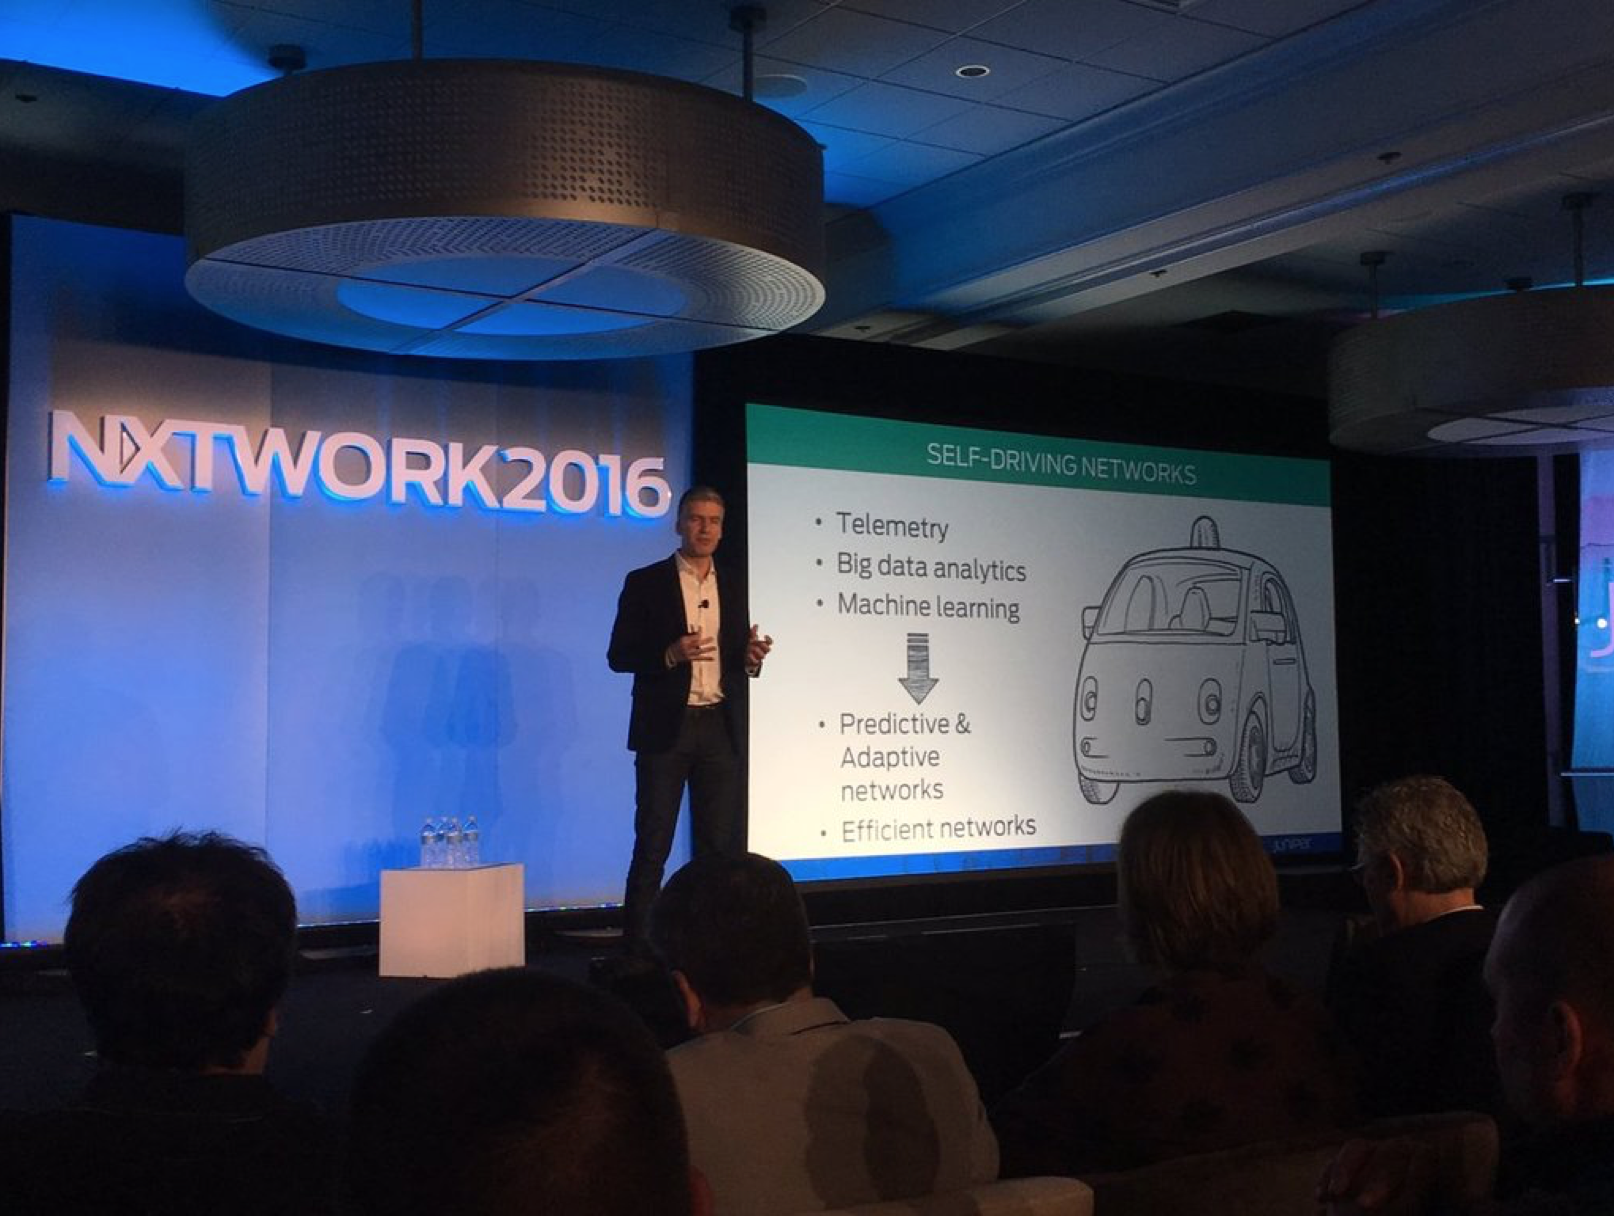 NXTWORK2016
SELF-DRIVING NETWORKS
• Telemetry
• Big data analytics
• Machine learning
• Predictive &
Adaptive
networks
• Efficient networks
Juniper